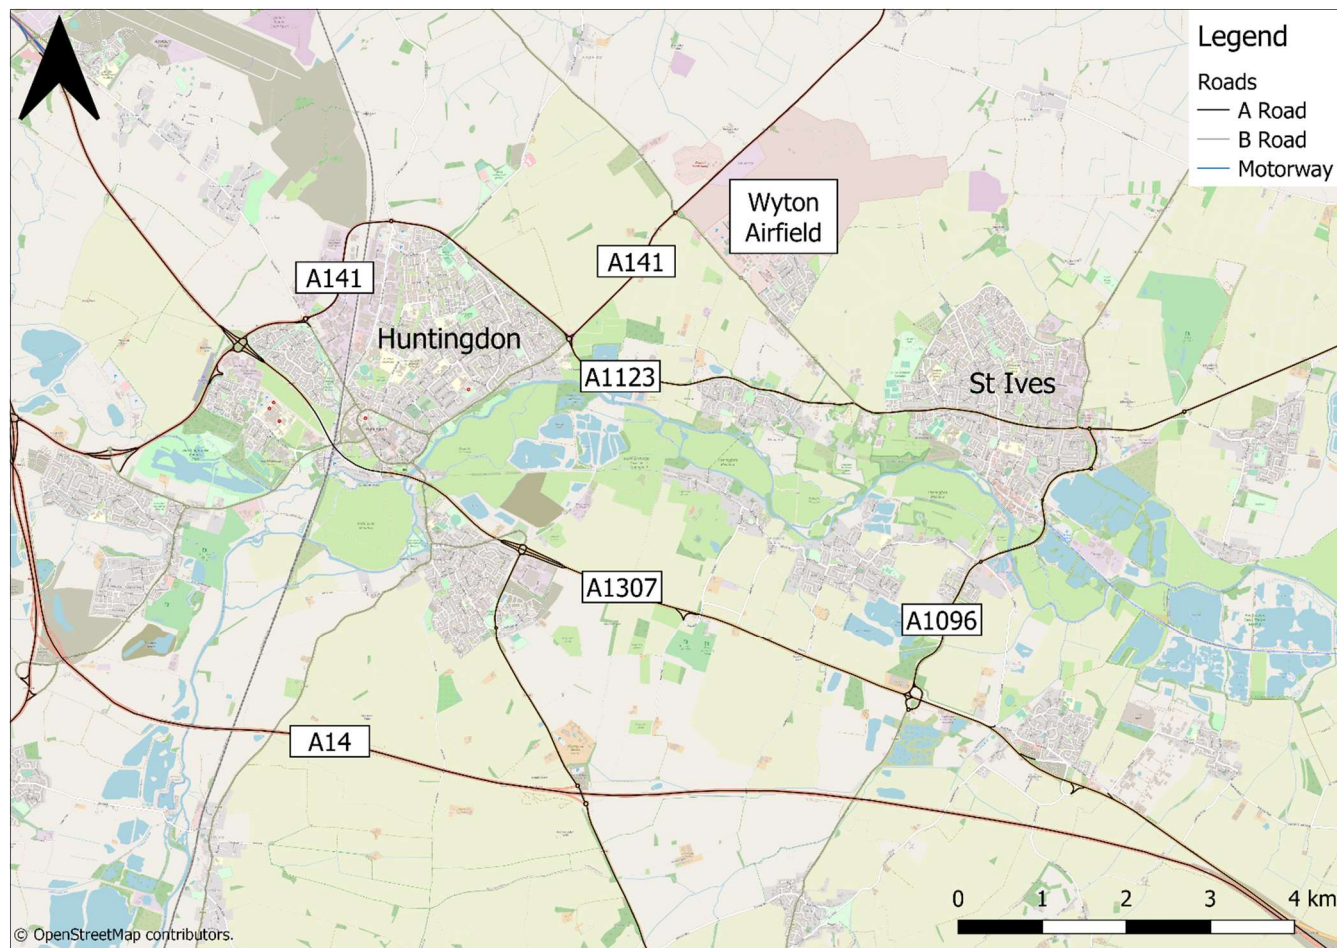 Legend
Roads
A Road
B Road
Motorway
Wyton
Airfield
A141
A141
Huntingdon
A1123
St Ives
A1307
A1096
A14
0 1 2 3 4 km
© OpenStreetMap contributors.